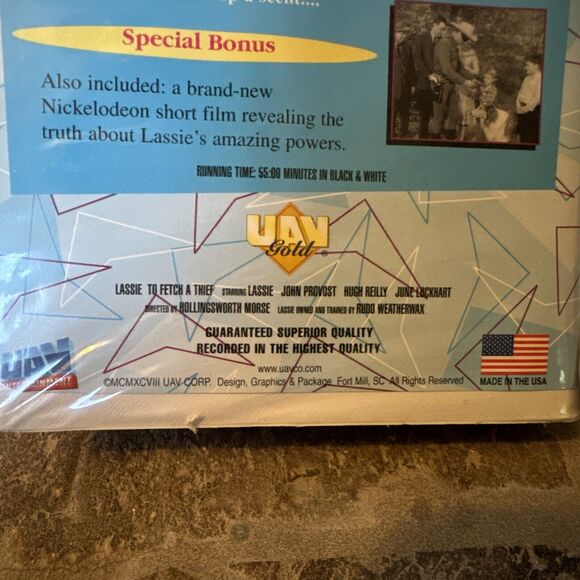 a scent....
Special Bonus
Also included: a brand-new
Nickelodeon short film revealing the
truth about Lassie's amazing powers.
RUNNING TIME: 55:00 MINUTES IN BLACK & WHITE
UAV
Gold ®
LASSIE TO FETCH A THIEF STARRING LASSIE JOHN PROVOST HUGH REILLY JUNE LOCKHART
DIRECTED BY HOLLINGSWORTH MORSE LASSIE OWNED AND TRAINED BY RUDD WEATHERWAX
GUARANTEED SUPERIOR QUALITY
RECORDED IN THE HIGHEST QUALITY
www.uavco.com
©MCMXCVIII UAV CORP. Design, Graphics & Package, Fort Mill, SC All Rights Reserved
UAV
ENTERTAINMENT
MADE IN THE USA